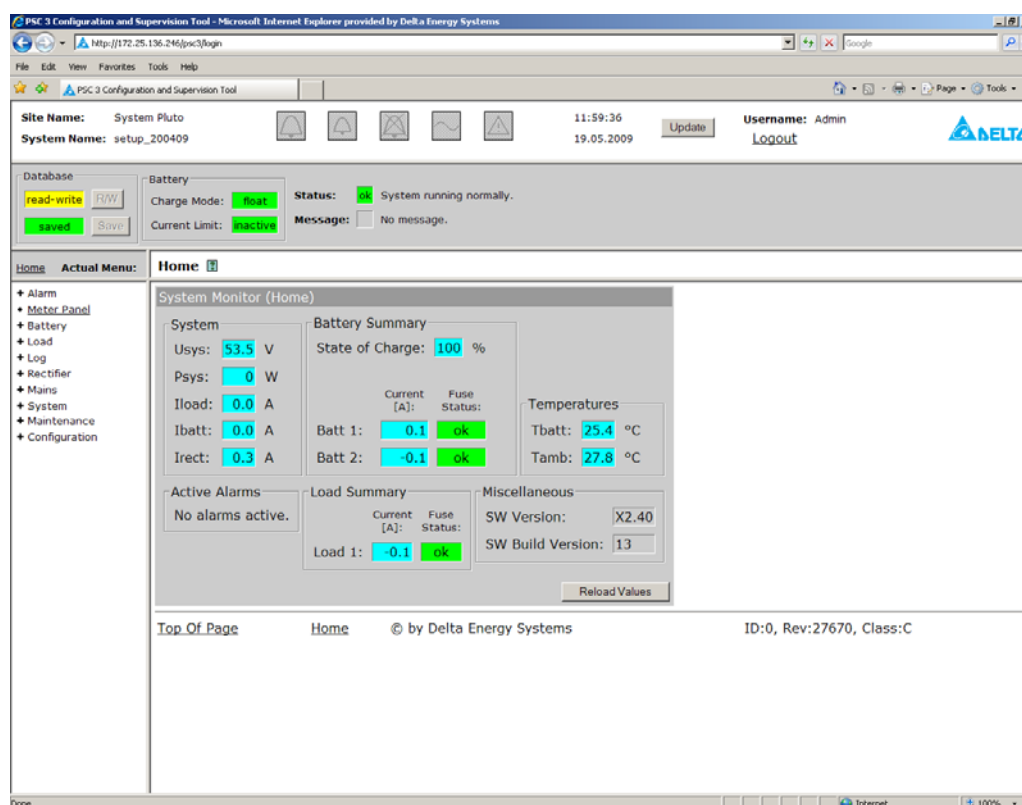 PSC 3 Configuration and Supervision Tool - Microsoft Internet Explorer provided by Delta Energy Systems
http://172.25.136.246/psc3/login
Google
File Edit View Favorites Tools Help
PSC 3 Configuration and Supervision Tool
Page Tools
Site Name: System Pluto
System Name: setup_200409
11:59:36
19.05.2009
Update
Username: Admin
Logout
DELTA
Database
read-write R/W
saved Save
Battery
Charge Mode: float
Current Limit: inactive
Status: ok System running normally.
Message: No message.
Home Actual Menu:
Home
+ Alarm
Meter Panel
+ Battery
+ Load
+ Log
+ Rectifier
+ Mains
+ System
+ Maintenance
+ Configuration
System Monitor (Home)
System
Usys: 53.5 V
Psys: 0 W
Iload: 0.0 A
Ibatt: 0.0 A
Irect: 0.3 A
Battery Summary
State of Charge: 100 %
Current [A]: Fuse Status:
Batt 1: 0.1 ok
Batt 2: -0.1 ok
Temperatures
Tbatt: 25.4 °C
Tamb: 27.8 °C
Active Alarms
No alarms active.
Load Summary
Current [A]: Fuse Status:
Load 1: -0.1 ok
Miscellaneous
SW Version: X2.40
SW Build Version: 13
Reload Values
Top Of Page Home © by Delta Energy Systems ID:0, Rev:27670, Class:C
Done
Internet
100%